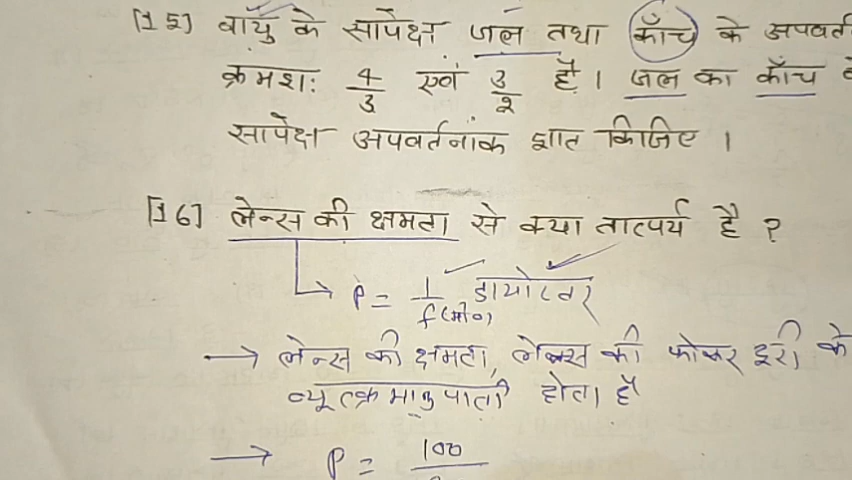 [15] वायु के सापेक्ष जल तथा काँच के अपवर्त
क्रमश: 4/3 एवं 3/2 है। जल का काँच
सापेक्ष अपवर्तनांक ज्ञात किजिए ।
[16] लेन्स की क्षमता से क्या तात्पर्य है ?
P = 1/f(मी०) डायोप्टर
→ लेन्स की क्षमता, लेन्स की फोकस दूरी के
व्यूत्क्रमानुपाती होता है
→ P = 100